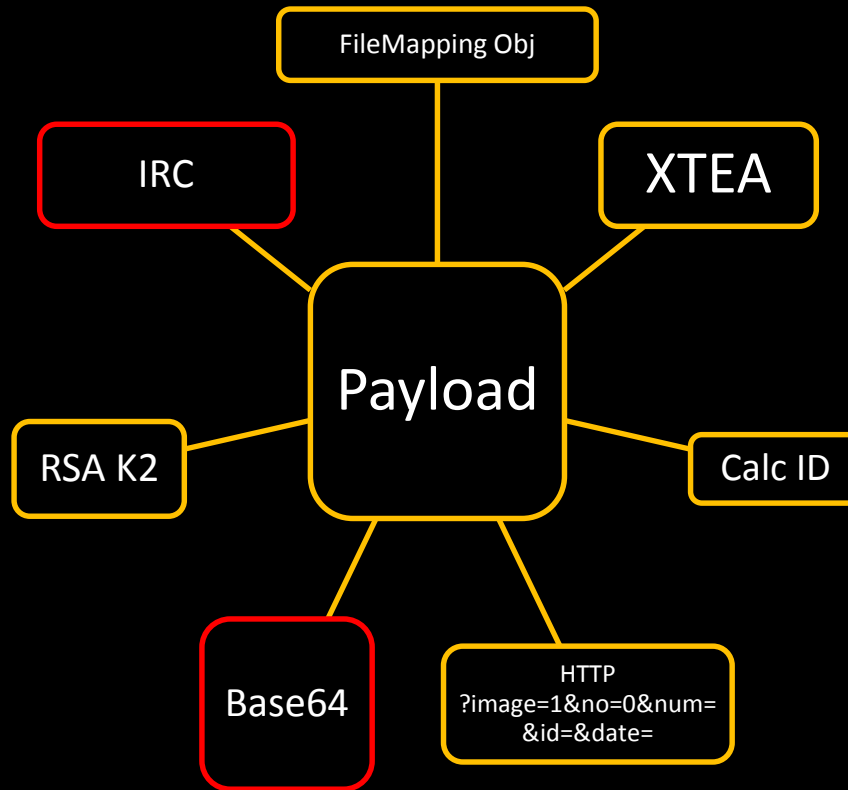 FileMapping Obj
IRC
XTEA
Payload
RSA K2
Calc ID
Base64
HTTP
?image=1&no=0&num=
&id=&date=